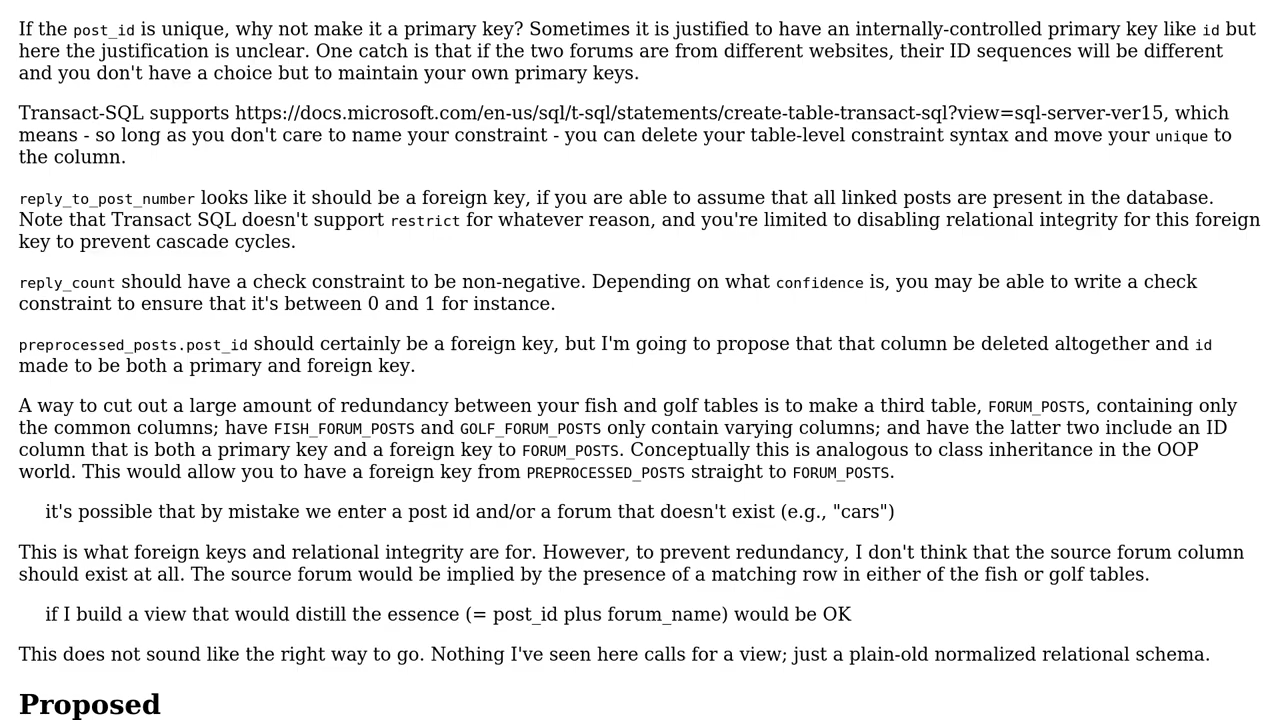 If the post_id is unique, why not make it a primary key? Sometimes it is justified to have an internally-controlled primary key like id but
here the justification is unclear. One catch is that if the two forums are from different websites, their ID sequences will be different
and you don't have a choice but to maintain your own primary keys.
Transact-SQL supports https://docs.microsoft.com/en-us/sql/t-sql/statements/create-table-transact-sql?view=sql-server-ver15, which
means - so long as you don't care to name your constraint - you can delete your table-level constraint syntax and move your unique to
the column.
reply_to_post_number looks like it should be a foreign key, if you are able to assume that all linked posts are present in the database.
Note that Transact SQL doesn't support restrict for whatever reason, and you're limited to disabling relational integrity for this foreign
key to prevent cascade cycles.
reply_count should have a check constraint to be non-negative. Depending on what confidence is, you may be able to write a check
constraint to ensure that it's between 0 and 1 for instance.
preprocessed_posts.post_id should certainly be a foreign key, but I'm going to propose that that column be deleted altogether and id
made to be both a primary and foreign key.
A way to cut out a large amount of redundancy between your fish and golf tables is to make a third table, FORUM_POSTS, containing only
the common columns; have FISH_FORUM_POSTS and GOLF_FORUM_POSTS only contain varying columns; and have the latter two include an ID
column that is both a primary key and a foreign key to FORUM_POSTS. Conceptually this is analogous to class inheritance in the OOP
world. This would allow you to have a foreign key from PREPROCESSED_POSTS straight to FORUM_POSTS.
it's possible that by mistake we enter a post id and/or a forum that doesn't exist (e.g., "cars")
This is what foreign keys and relational integrity are for. However, to prevent redundancy, I don't think that the source forum column
should exist at all. The source forum would be implied by the presence of a matching row in either of the fish or golf tables.
if I build a view that would distill the essence (= post_id plus forum_name) would be OK
This does not sound like the right way to go. Nothing I've seen here calls for a view; just a plain-old normalized relational schema.
Proposed